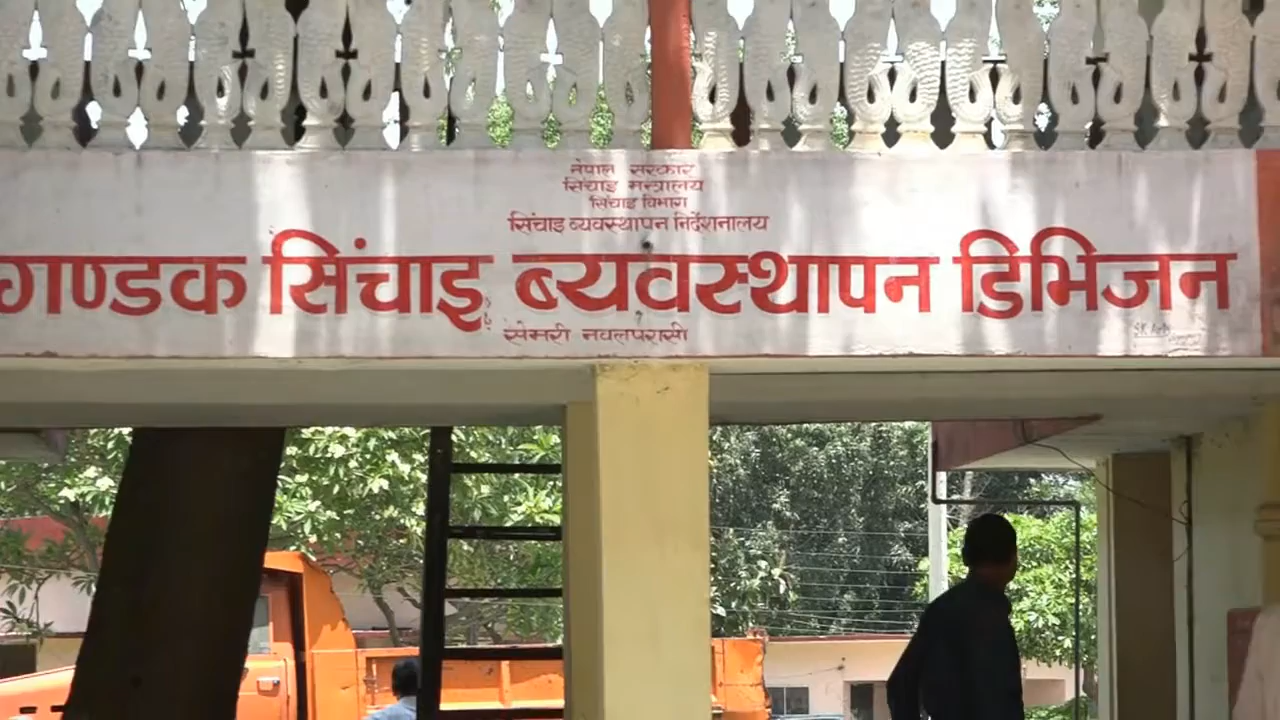 नेपाल सरकार
सिंचाइ मन्त्रालय
सिंचाइ विभाग
सिंचाइ व्यवस्थापन निर्देशनालय
गण्डक सिंचाइ ब्यवस्थापन डिभिजन
सेमरी नवलपरासी